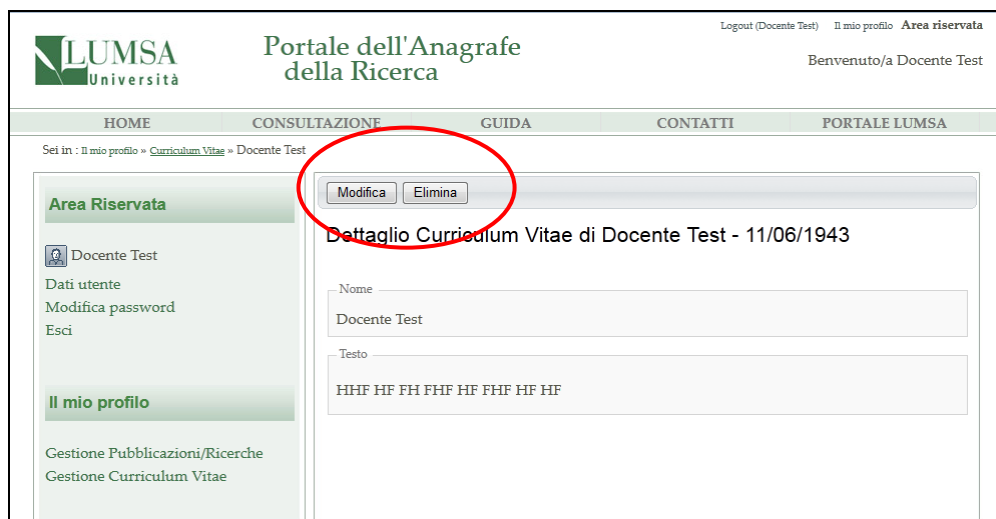 Logout (Docente Test) Il mio profilo Area riservata
LUMSA
Università
Portale dell'Anagrafe
della Ricerca
Benvenuto/a Docente Test
HOME CONSULTAZIONE GUIDA CONTATTI PORTALE LUMSA
Sei in : Il mio profilo » Curriculum Vitae » Docente Test
Area Riservata
Docente Test
Dati utente
Modifica password
Esci
Il mio profilo
Gestione Pubblicazioni/Ricerche
Gestione Curriculum Vitae
Modifica Elimina
Dettaglio Curriculum Vitae di Docente Test - 11/06/1943
Nome
Docente Test
Testo
HHF HF FH FHF HF FHF HF HF